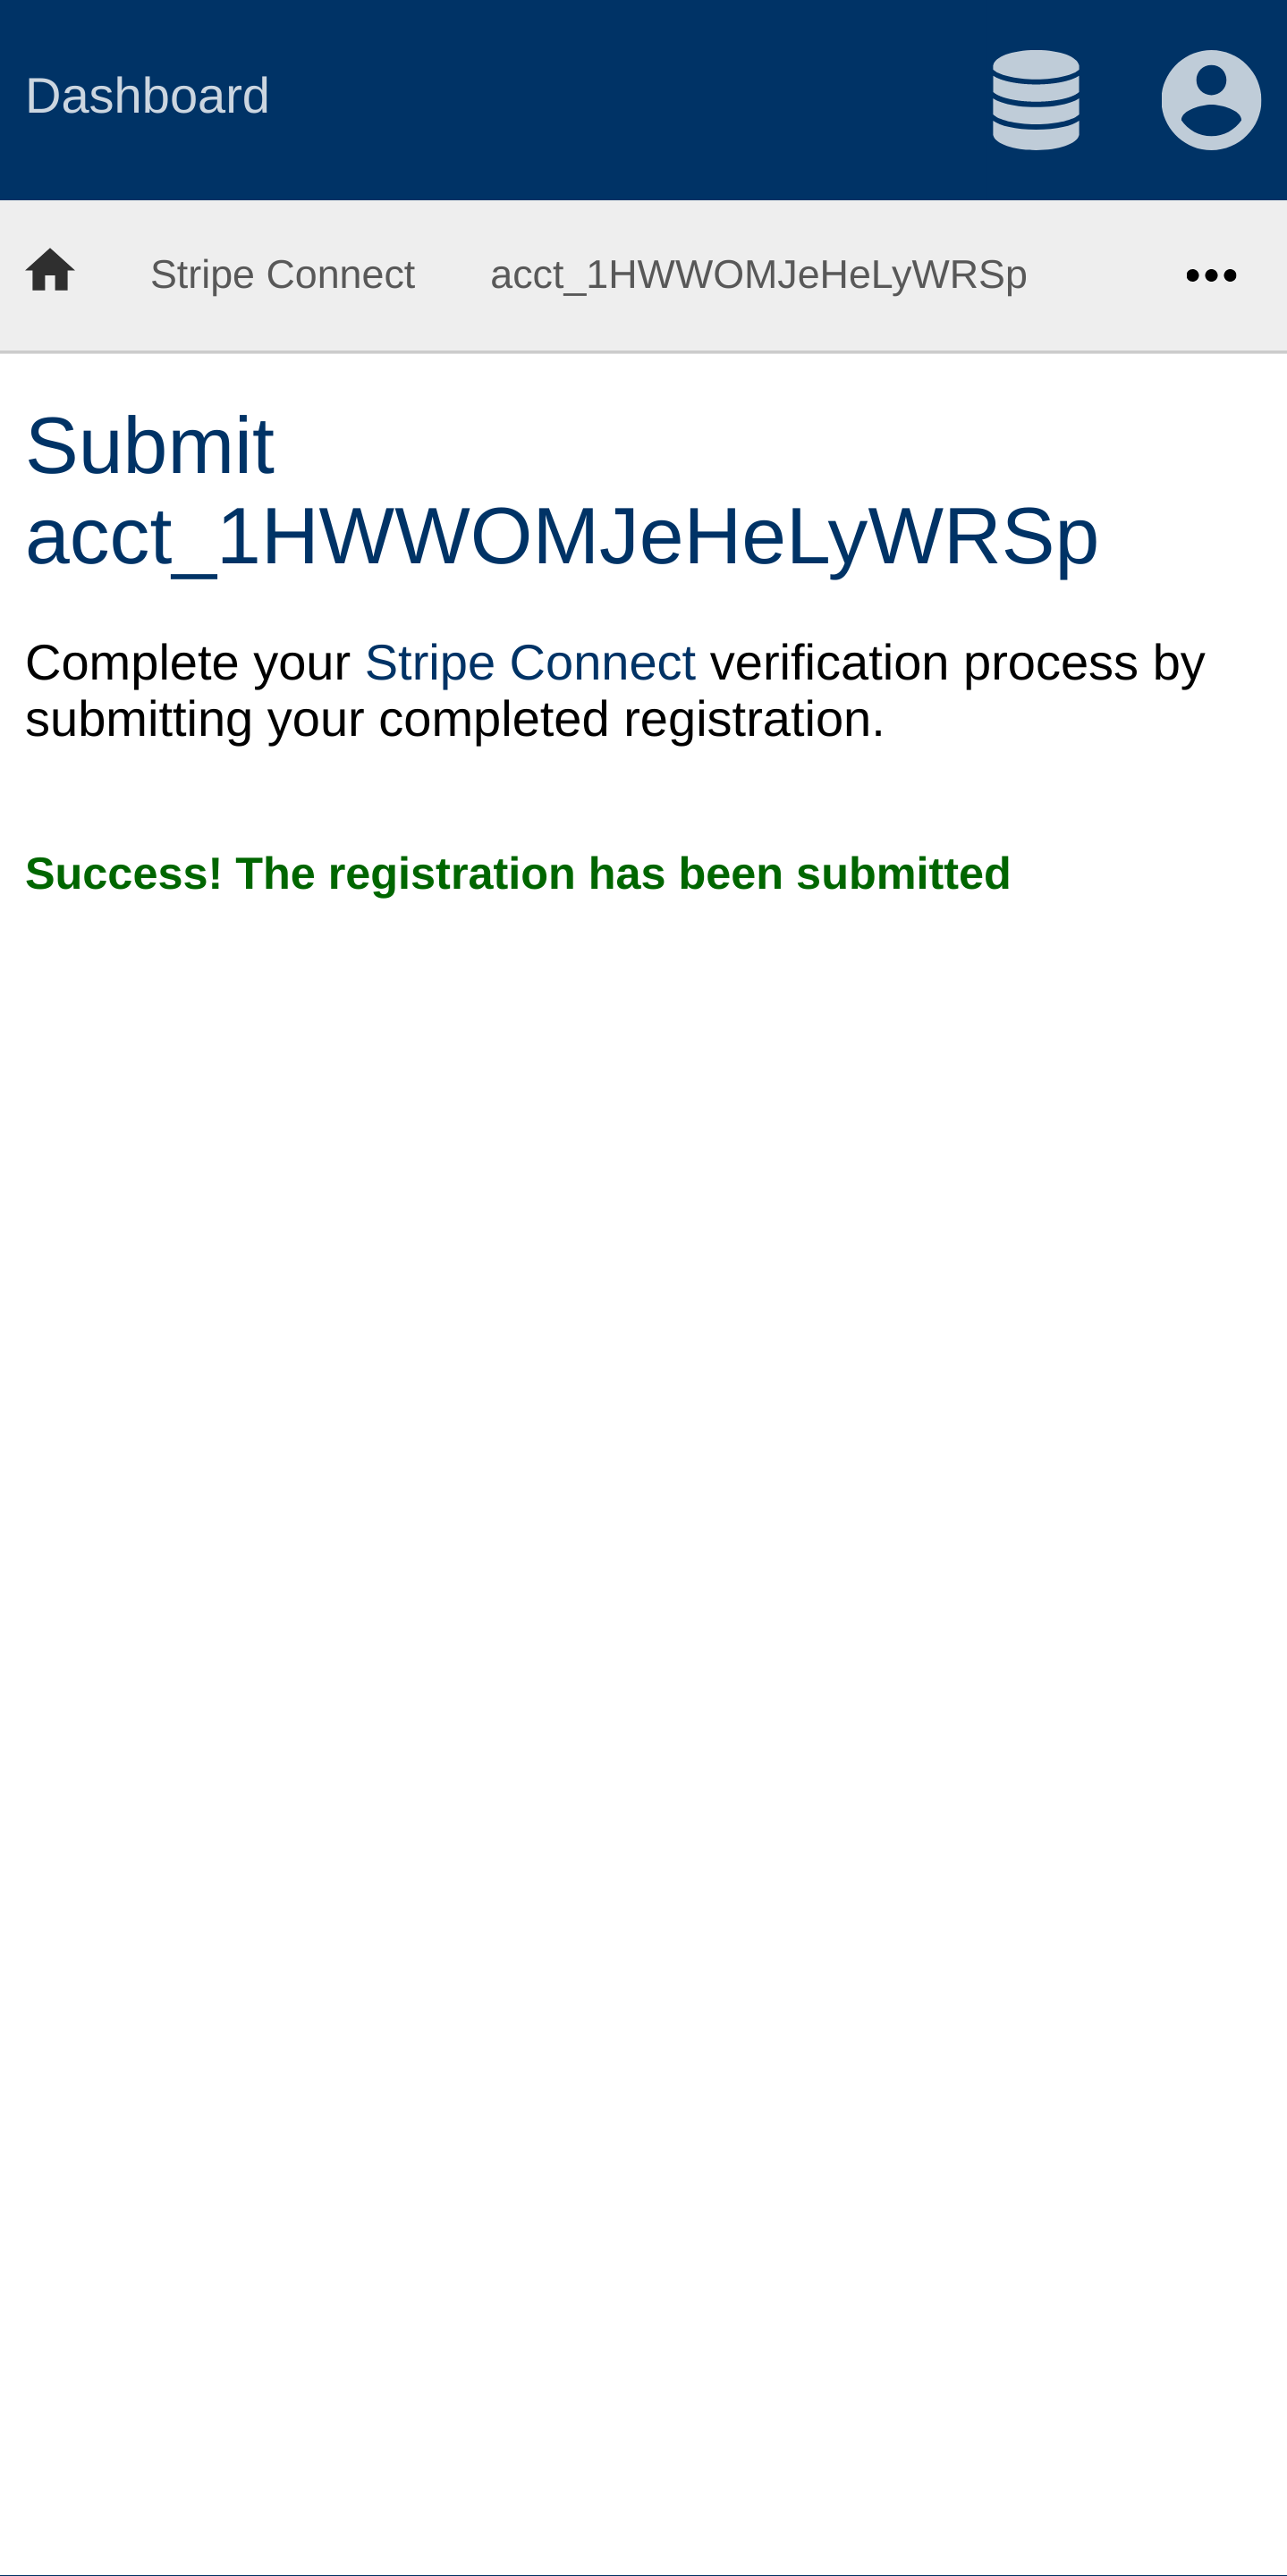 Dashboard
Stripe Connect acct_1HWWOMJeHeLyWRSp
Submit
acct_1HWWOMJeHeLyWRSp
Complete your Stripe Connect verification process by
submitting your completed registration.
Success! The registration has been submitted